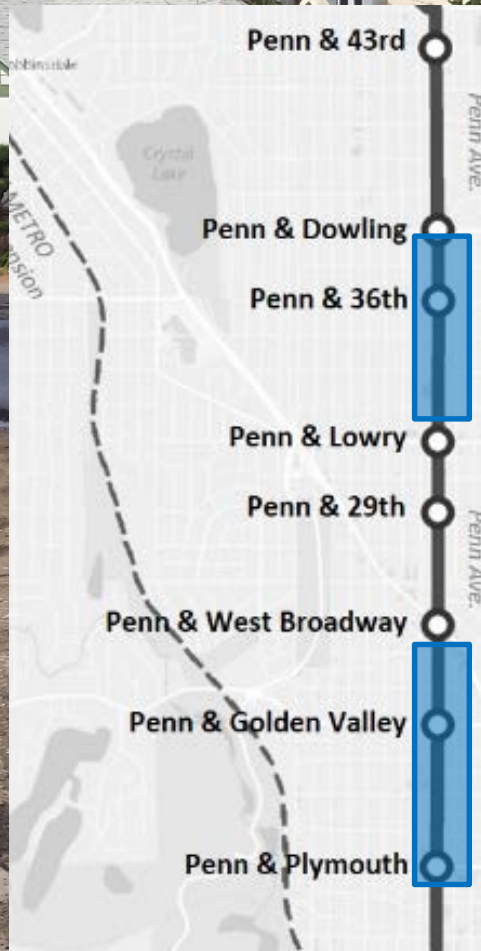 Penn & 43rd
Penn Ave.
Crystal
Lake
METRO
Penn & Dowling
Penn & 36th
Penn & Lowry
Penn & 29th
Penn Ave.
Penn & West Broadway
Penn & Golden Valley
Penn & Plymouth